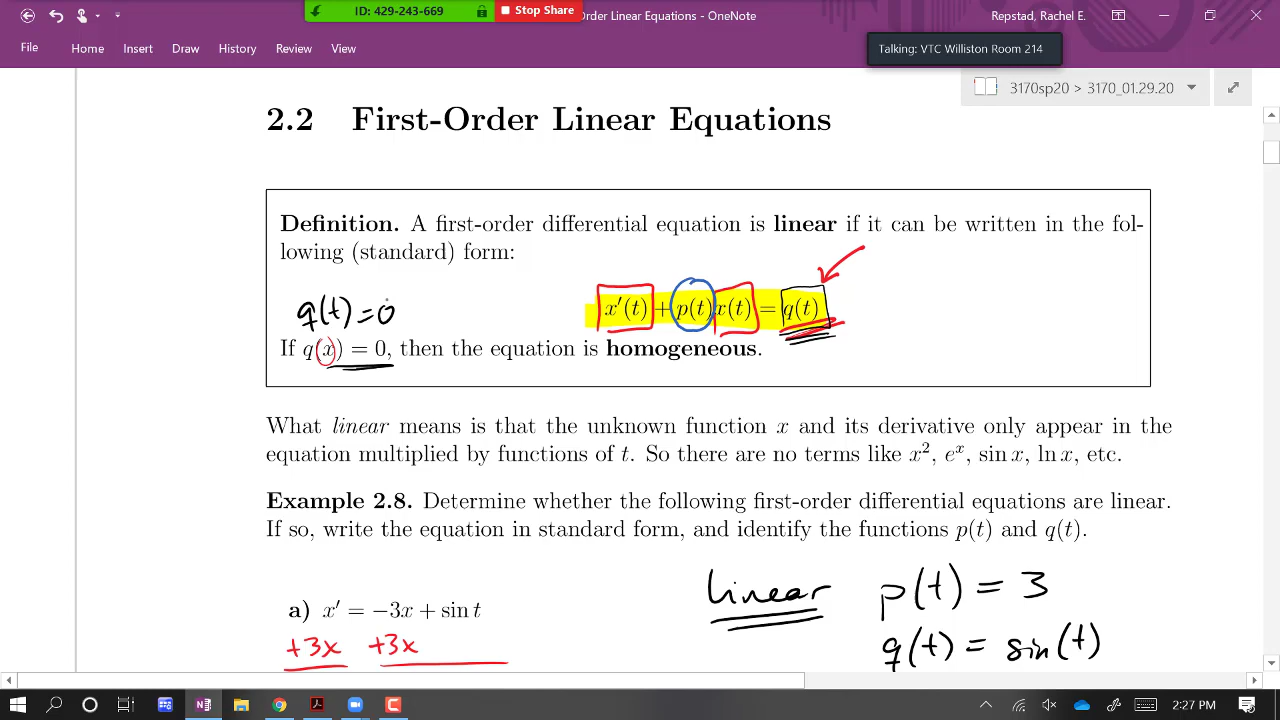 ID: 429-243-669
Stop Share
Order Linear Equations - OneNote
Repstad, Rachel E.
File
Home
Insert
Draw
History
Review
View
Talking: VTC Williston Room 214
3170sp20 > 3170_01.29.20
2.2 First-Order Linear Equations
Definition. A first-order differential equation is linear if it can be written in the fol-
lowing (standard) form:
x′(t) + p(t)x(t) = q(t)
q(t) = 0
If q(x) = 0, then the equation is homogeneous.
What linear means is that the unknown function x and its derivative only appear in the
equation multiplied by functions of t. So there are no terms like x², eˣ, sin x, ln x, etc.
Example 2.8. Determine whether the following first-order differential equations are linear.
If so, write the equation in standard form, and identify the functions p(t) and q(t).
linear p(t) = 3
a) x′ = −3x + sin t
+3x +3x
q(t) = sin(t)
2:27 PM